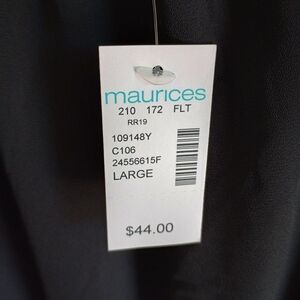 maurices
210 172 FLT
RR19
109148Y
C106
24556615F
LARGE
$44.00